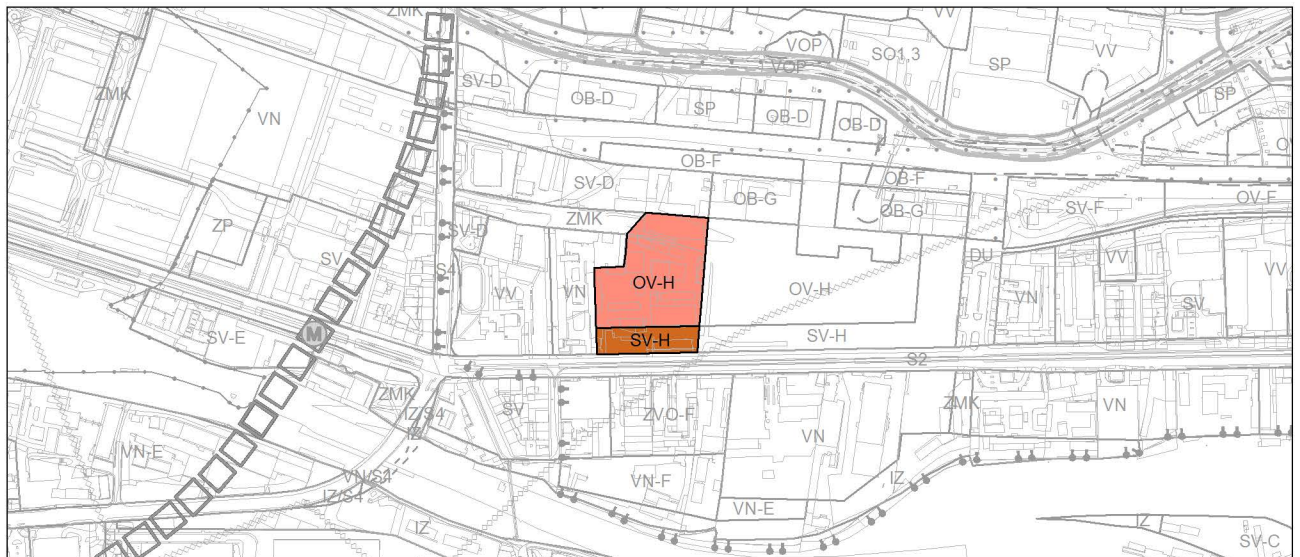 ZMK
VV
VOP
SO1,3
VOP
SP
VV
ZMK
VN
SV-D
OB-D
SP
OB-D
OB-D
SP
OB-F
SV-D
OB-F
ZMK
OB-G
OB-G
SV-F
OV-F
ZP
SV-D
SV
S4
VV
VN
OV-H
OV-H
DU
VN
VV
SV
VV
SV-E
M
SV-H
SV-H
S2
ZMK
IZ/S4
IZ
SV
ZVO-F
VN
ZMK
VN
VN-E
VN/S4
IZ/S4
VN-F
IZ
VN-E
IZ
IZ
SV-C